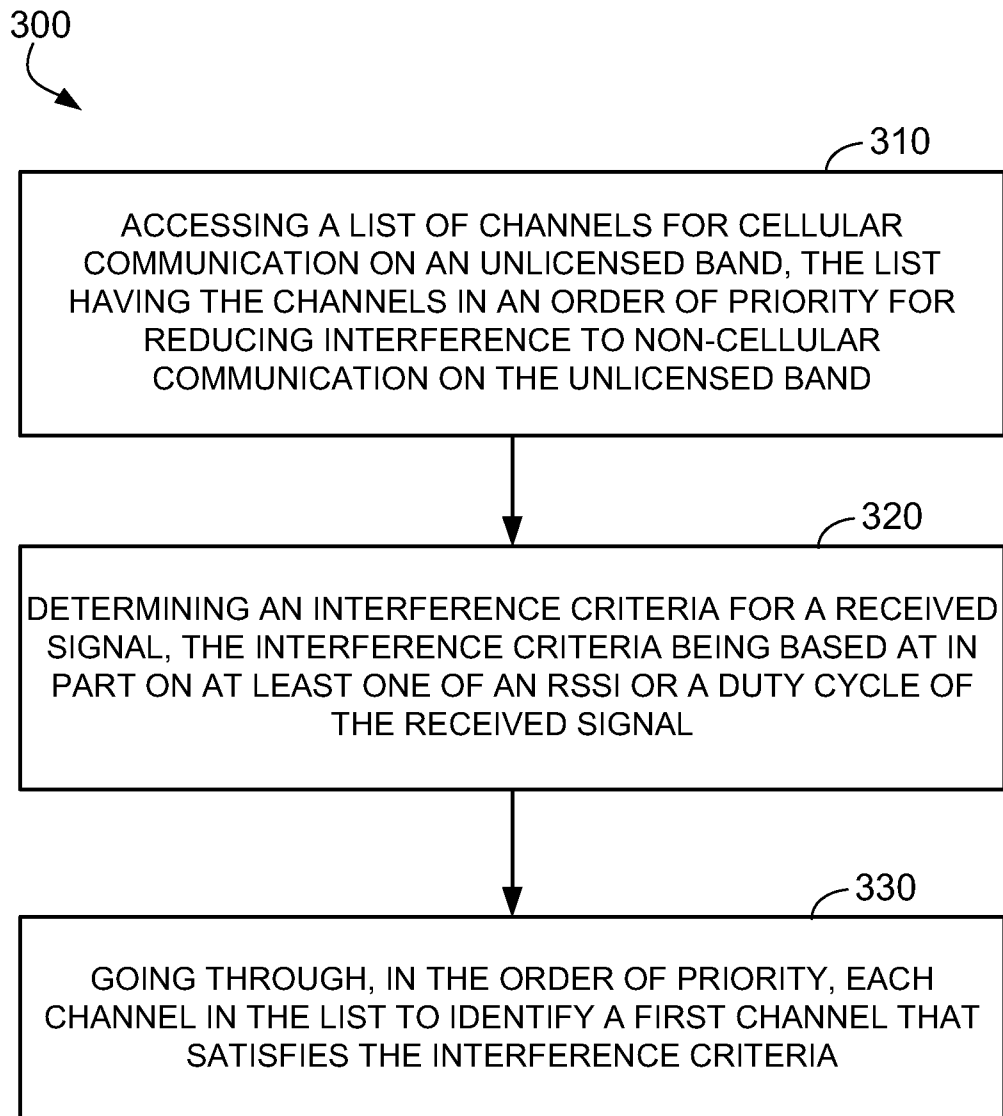 300
310
ACCESSING A LIST OF CHANNELS FOR CELLULAR
COMMUNICATION ON AN UNLICENSED BAND, THE LIST
HAVING THE CHANNELS IN AN ORDER OF PRIORITY FOR
REDUCING INTERFERENCE TO NON-CELLULAR
COMMUNICATION ON THE UNLICENSED BAND
320
DETERMINING AN INTERFERENCE CRITERIA FOR A RECEIVED
SIGNAL, THE INTERFERENCE CRITERIA BEING BASED AT IN
PART ON AT LEAST ONE OF AN RSSI OR A DUTY CYCLE OF
THE RECEIVED SIGNAL
330
GOING THROUGH, IN THE ORDER OF PRIORITY, EACH
CHANNEL IN THE LIST TO IDENTIFY A FIRST CHANNEL THAT
SATISFIES THE INTERFERENCE CRITERIA